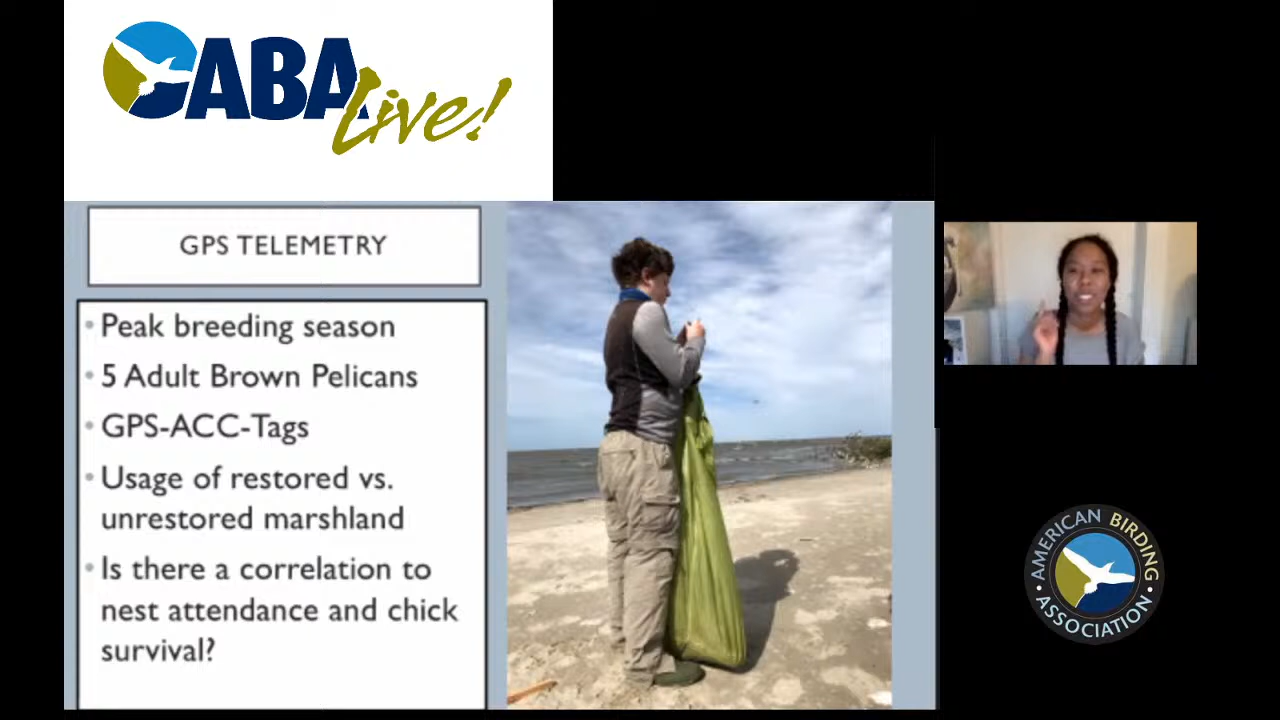 ABA Live!
GPS TELEMETRY
• Peak breeding season
• 5 Adult Brown Pelicans
• GPS-ACC-Tags
• Usage of restored vs.
unrestored marshland
• Is there a correlation to
nest attendance and chick
survival?
AMERICAN BIRDING
• ASSOCIATION •